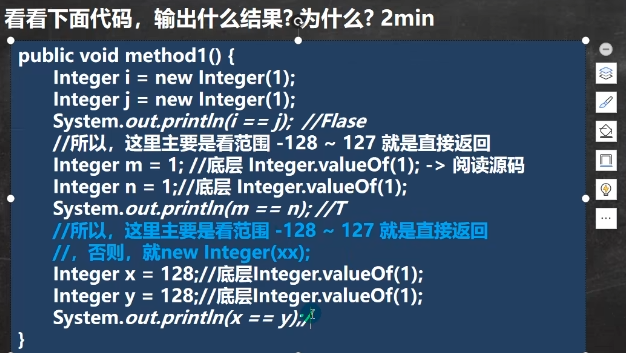 看看下面代码，输出什么结果? 为什么? 2min
public void method1() {
Integer i = new Integer(1);
Integer j = new Integer(1);
System.out.println(i == j);  //Flase
//所以，这里主要是看范围 -128 ~ 127 就是直接返回
Integer m = 1; //底层 Integer.valueOf(1); -> 阅读源码
Integer n = 1;//底层 Integer.valueOf(1);
System.out.println(m == n); //T
//所以，这里主要是看范围 -128 ~ 127 就是直接返回
//，否则，就new Integer(xx);
Integer x = 128;//底层Integer.valueOf(1);
Integer y = 128;//底层Integer.valueOf(1);
System.out.println(x == y);/
}